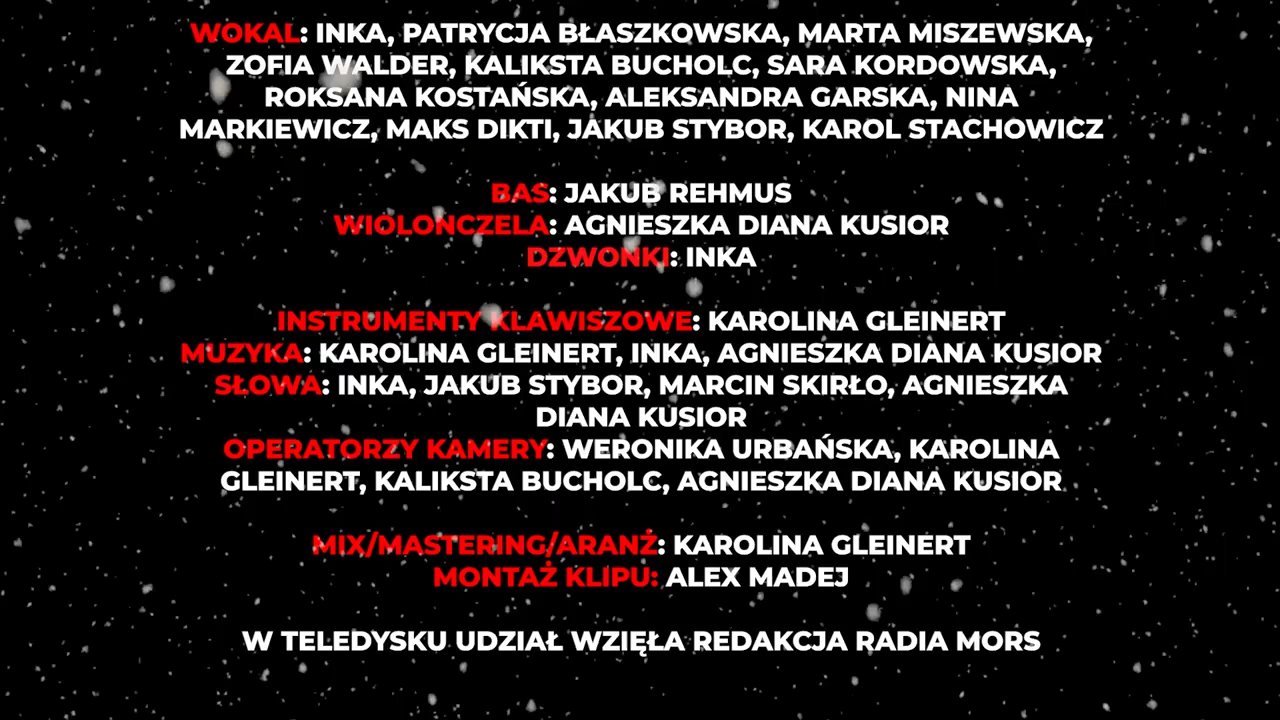 WOKAL: INKA, PATRYCJA BŁASZKOWSKA, MARTA MISZEWSKA,
ZOFIA WALDER, KALIKSTA BUCHOLC, SARA KORDOWSKA,
ROKSANA KOSTAŃSKA, ALEKSANDRA GARSKA, NINA
MARKIEWICZ, MAKS DIKTI, JAKUB STYBOR, KAROL STACHOWICZ
BAS: JAKUB REHMUS
WIOLONCZELA: AGNIESZKA DIANA KUSIOR
DZWONKI: INKA
INSTRUMENTY KLAWISZOWE: KAROLINA GLEINERT
MUZYKA: KAROLINA GLEINERT, INKA, AGNIESZKA DIANA KUSIOR
SŁOWA: INKA, JAKUB STYBOR, MARCIN SKIRŁO, AGNIESZKA
DIANA KUSIOR
OPERATORZY KAMERY: WERONIKA URBAŃSKA, KAROLINA
GLEINERT, KALIKSTA BUCHOLC, AGNIESZKA DIANA KUSIOR
MIX/MASTERING/ARANŻ: KAROLINA GLEINERT
MONTAŻ KLIPU: ALEX MADEJ
W TELEDYSKU UDZIAŁ WZIĘŁA REDAKCJA RADIA MORS